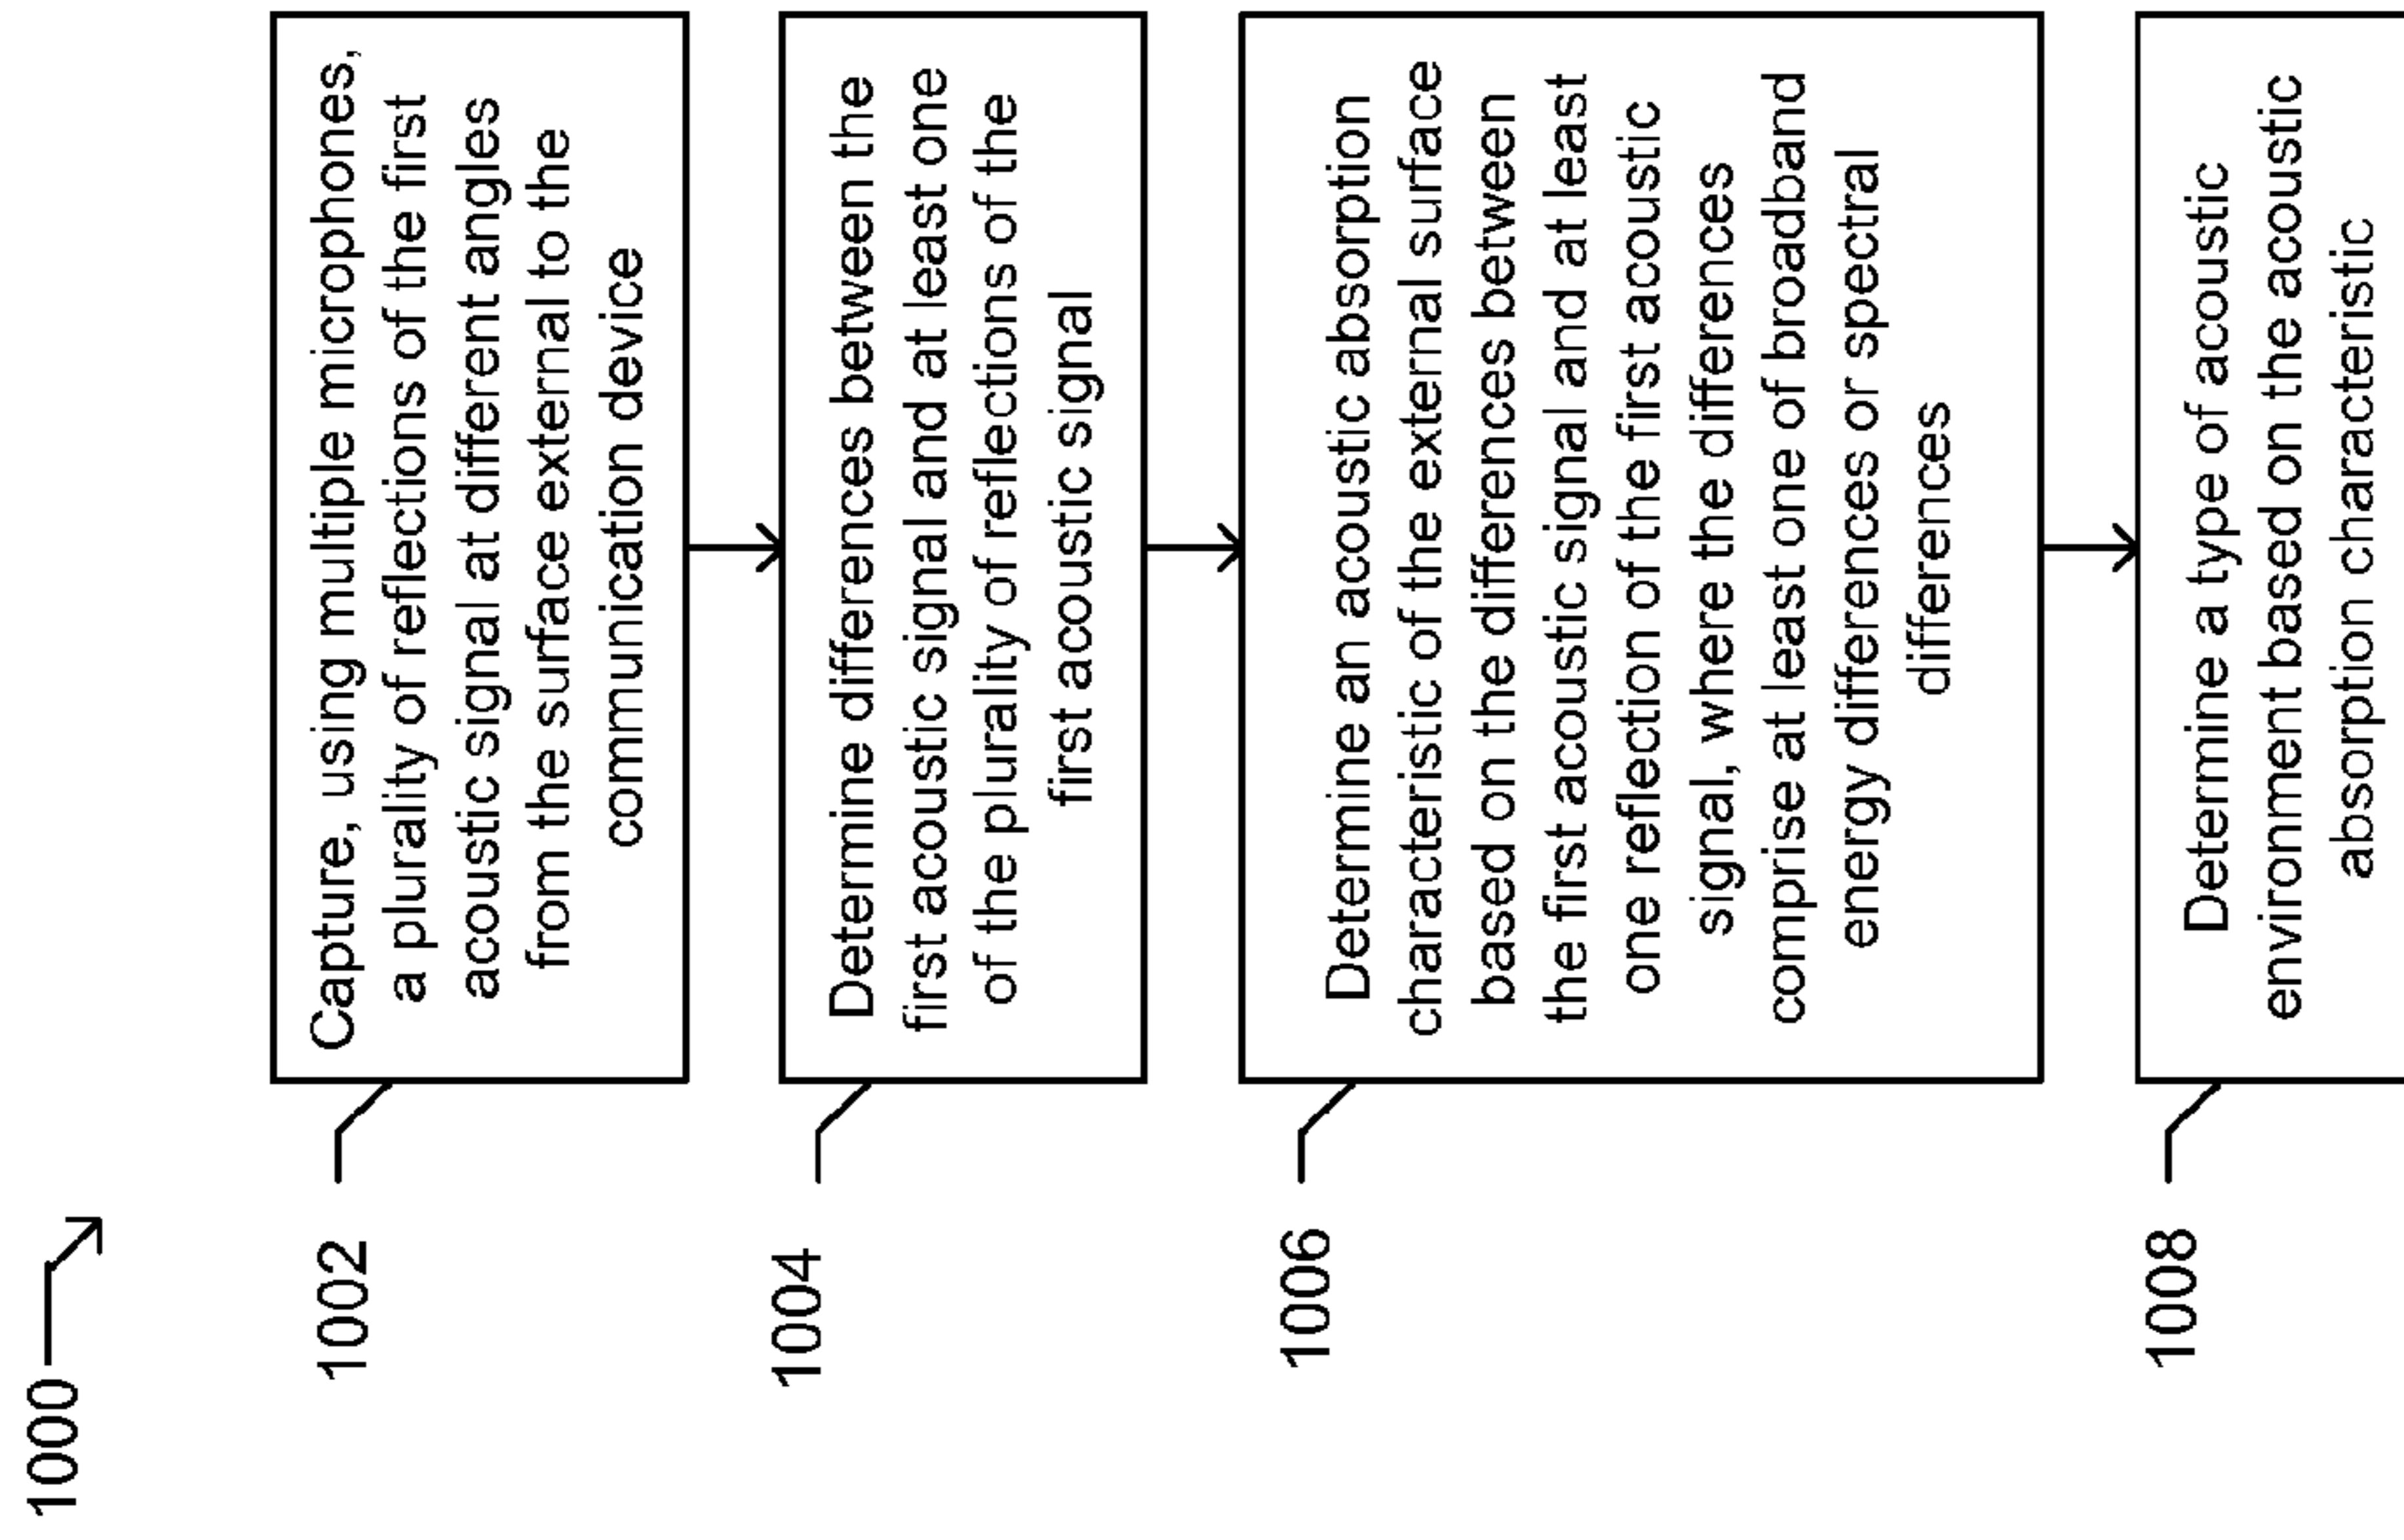 1000
1002
Capture, using multiple microphones,
a plurality of reflections of the first
acoustic signal at different angles
from the surface external to the
communication device
1004
Determine differences between the
first acoustic signal and at least one
of the plurality of reflections of the
first acoustic signal
1006
Determine an acoustic absorption
characteristic of the external surface
based on the differences between
the first acoustic signal and at least
one reflection of the first acoustic
signal, where the differences
comprise at least one of broadband
energy differences or spectral
differences
1008
Determine a type of acoustic
environment based on the acoustic
absorption characteristic